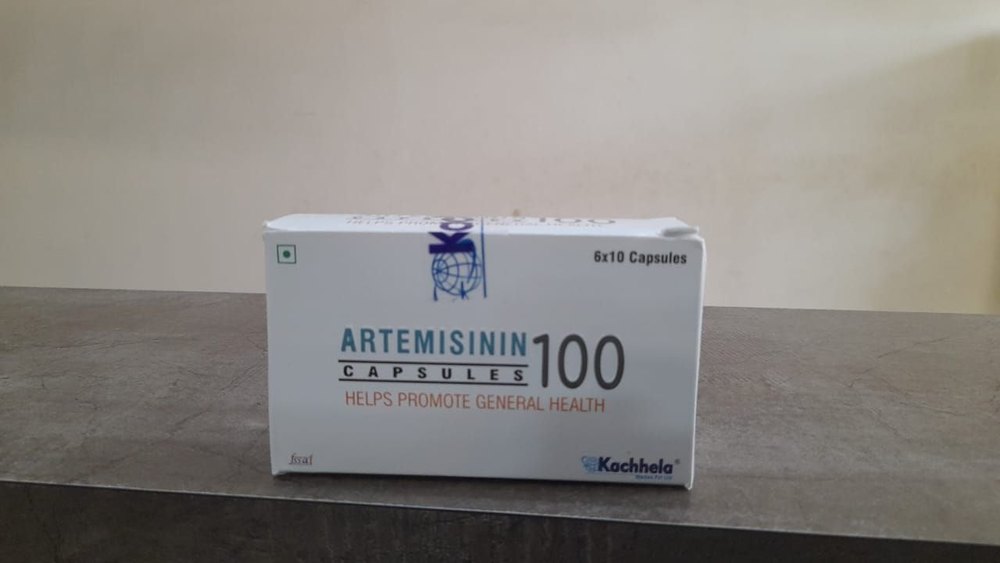 6x10 Capsules
ARTEMISININ 100
CAPSULES
HELPS PROMOTE GENERAL HEALTH
fssai
Kachhela®